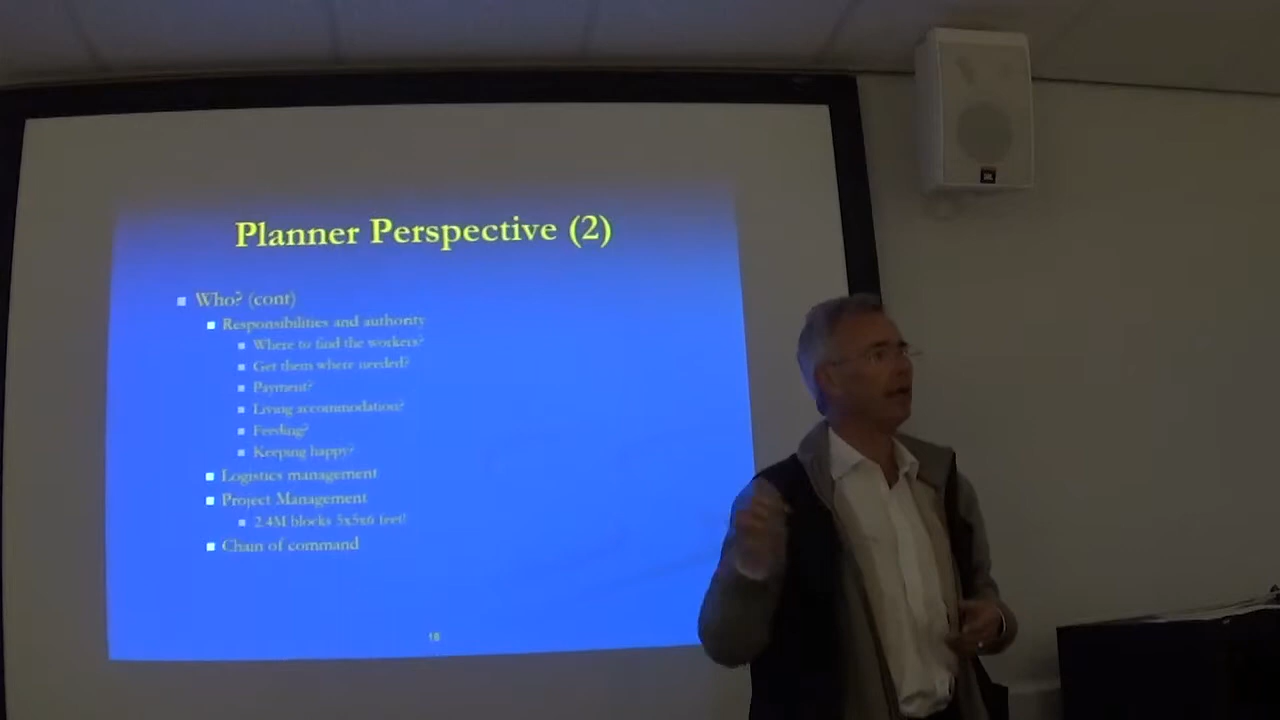 Planner Perspective (2)
Who? (cont)
Responsibilities and authority
Where to find the workers?
Get them where needed?
Payment?
Living accommodation?
Feeding?
Keeping happy?
Logistics management
Project Management
2.4M blocks 5x5x6 feet!
Chain of command
18
JBL